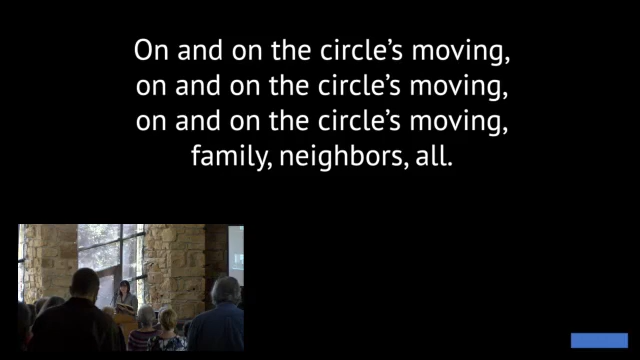 On and on the circle’s moving,
on and on the circle’s moving,
on and on the circle’s moving,
family, neighbors, all.